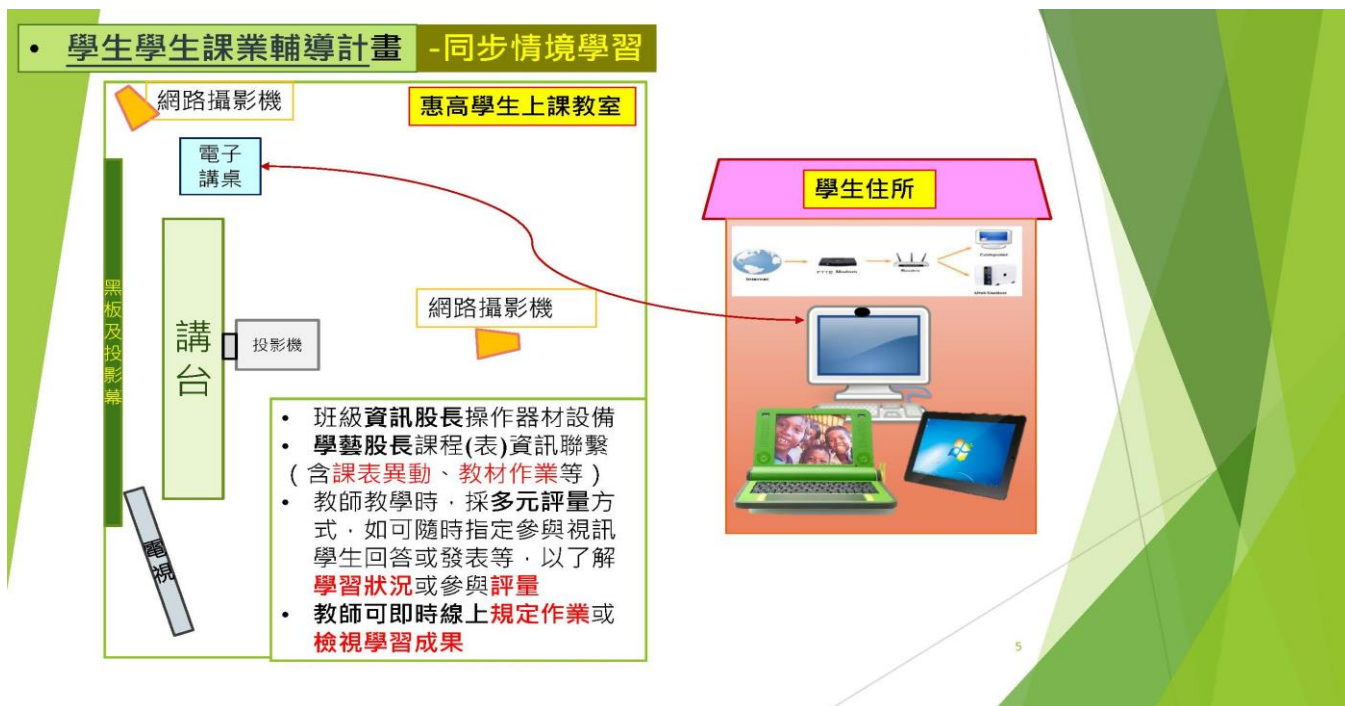 • 學生學生課業輔導計畫 -同步情境學習
網路攝影機
惠高學生上課教室
電子
講桌
黑板及投影幕
講台
投影機
網路攝影機
電視
• 班級資訊股長操作器材設備
• 學藝股長課程(表)資訊聯繫
（含課表異動、教材作業等）
• 教師教學時，採多元評量方
式，如可隨時指定參與視訊
學生回答或發表等，以了解
學習狀況或參與評量
• 教師可即時線上規定作業或
檢視學習成果
學生住所
Internet
Modem
Router
Computer
5